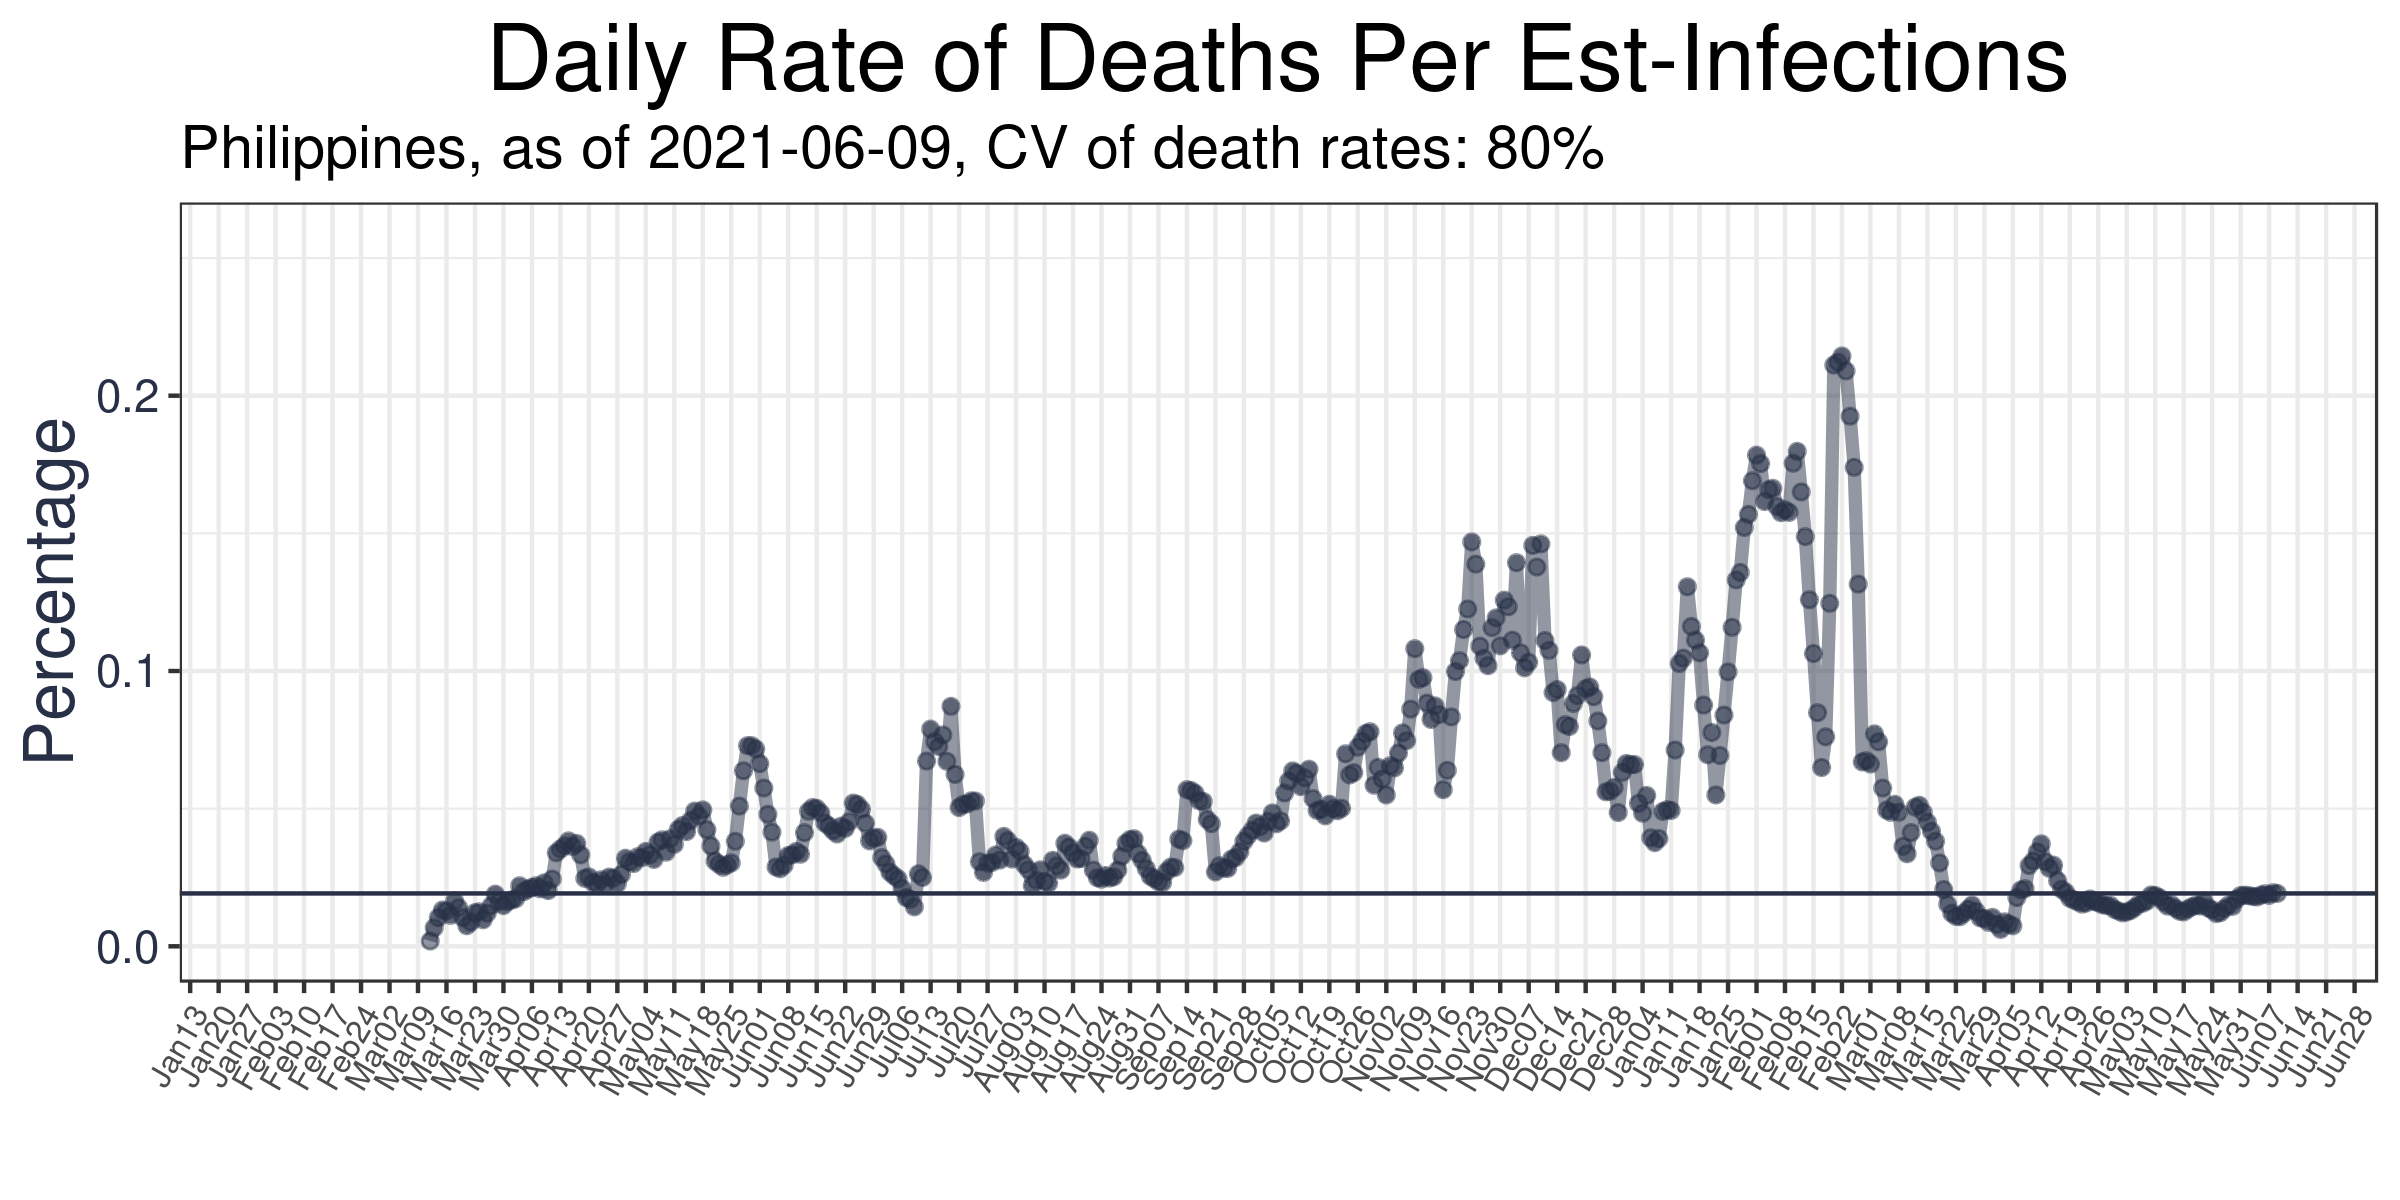 Daily Rate of Deaths Per Est-Infections
Philippines, as of 2021-06-09, CV of death rates: 80%
Percentage
0.2
0.1
0.0
Jan13 Jan20 Jan27 Feb03 Feb10 Feb17 Feb24 Mar02 Mar09 Mar16 Mar23 Mar30 Apr06 Apr13 Apr20 Apr27 May04 May11 May18 May25 Jun01 Jun08 Jun15 Jun22 Jun29 Jul06 Jul13 Jul20 Jul27 Aug03 Aug10 Aug17 Aug24 Aug31 Sep07 Sep14 Sep21 Sep28 Oct05 Oct12 Oct19 Oct26 Nov02 Nov09 Nov16 Nov23 Nov30 Dec07 Dec14 Dec21 Dec28 Jan04 Jan11 Jan18 Jan25 Feb01 Feb08 Feb15 Feb22 Mar01 Mar08 Mar15 Mar22 Mar29 Apr05 Apr12 Apr19 Apr26 May03 May10 May17 May24 May31 Jun07 Jun14 Jun21 Jun28